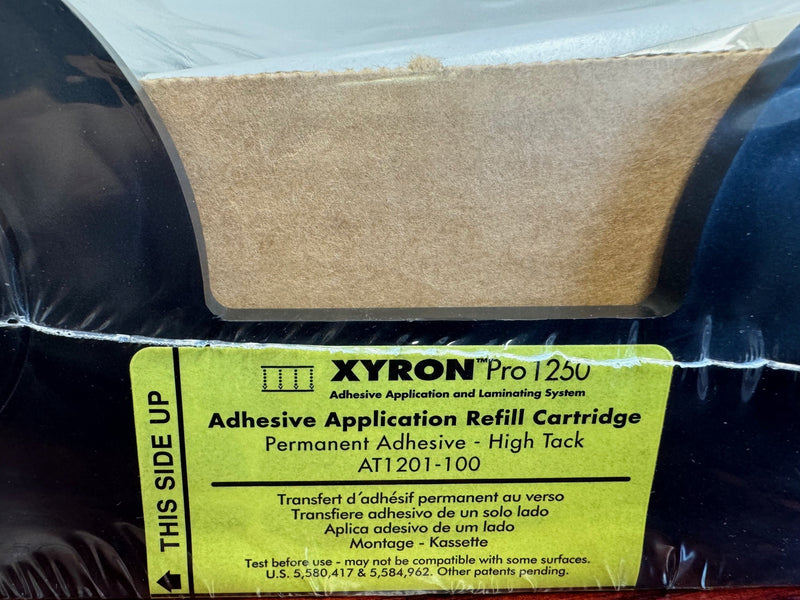 THIS SIDE UP
XYRON™ Pro 1250
Adhesive Application and Laminating System
Adhesive Application Refill Cartridge
Permanent Adhesive - High Tack
AT1201-100
Transfert d´adhésif permanent au verso
Transfiere adhesivo de un solo lado
Aplica adesivo de um lado
Montage - Kassette
Test before use - may not be compatible with some surfaces.
U.S. 5,580,417 & 5,584,962. Other patents pending.